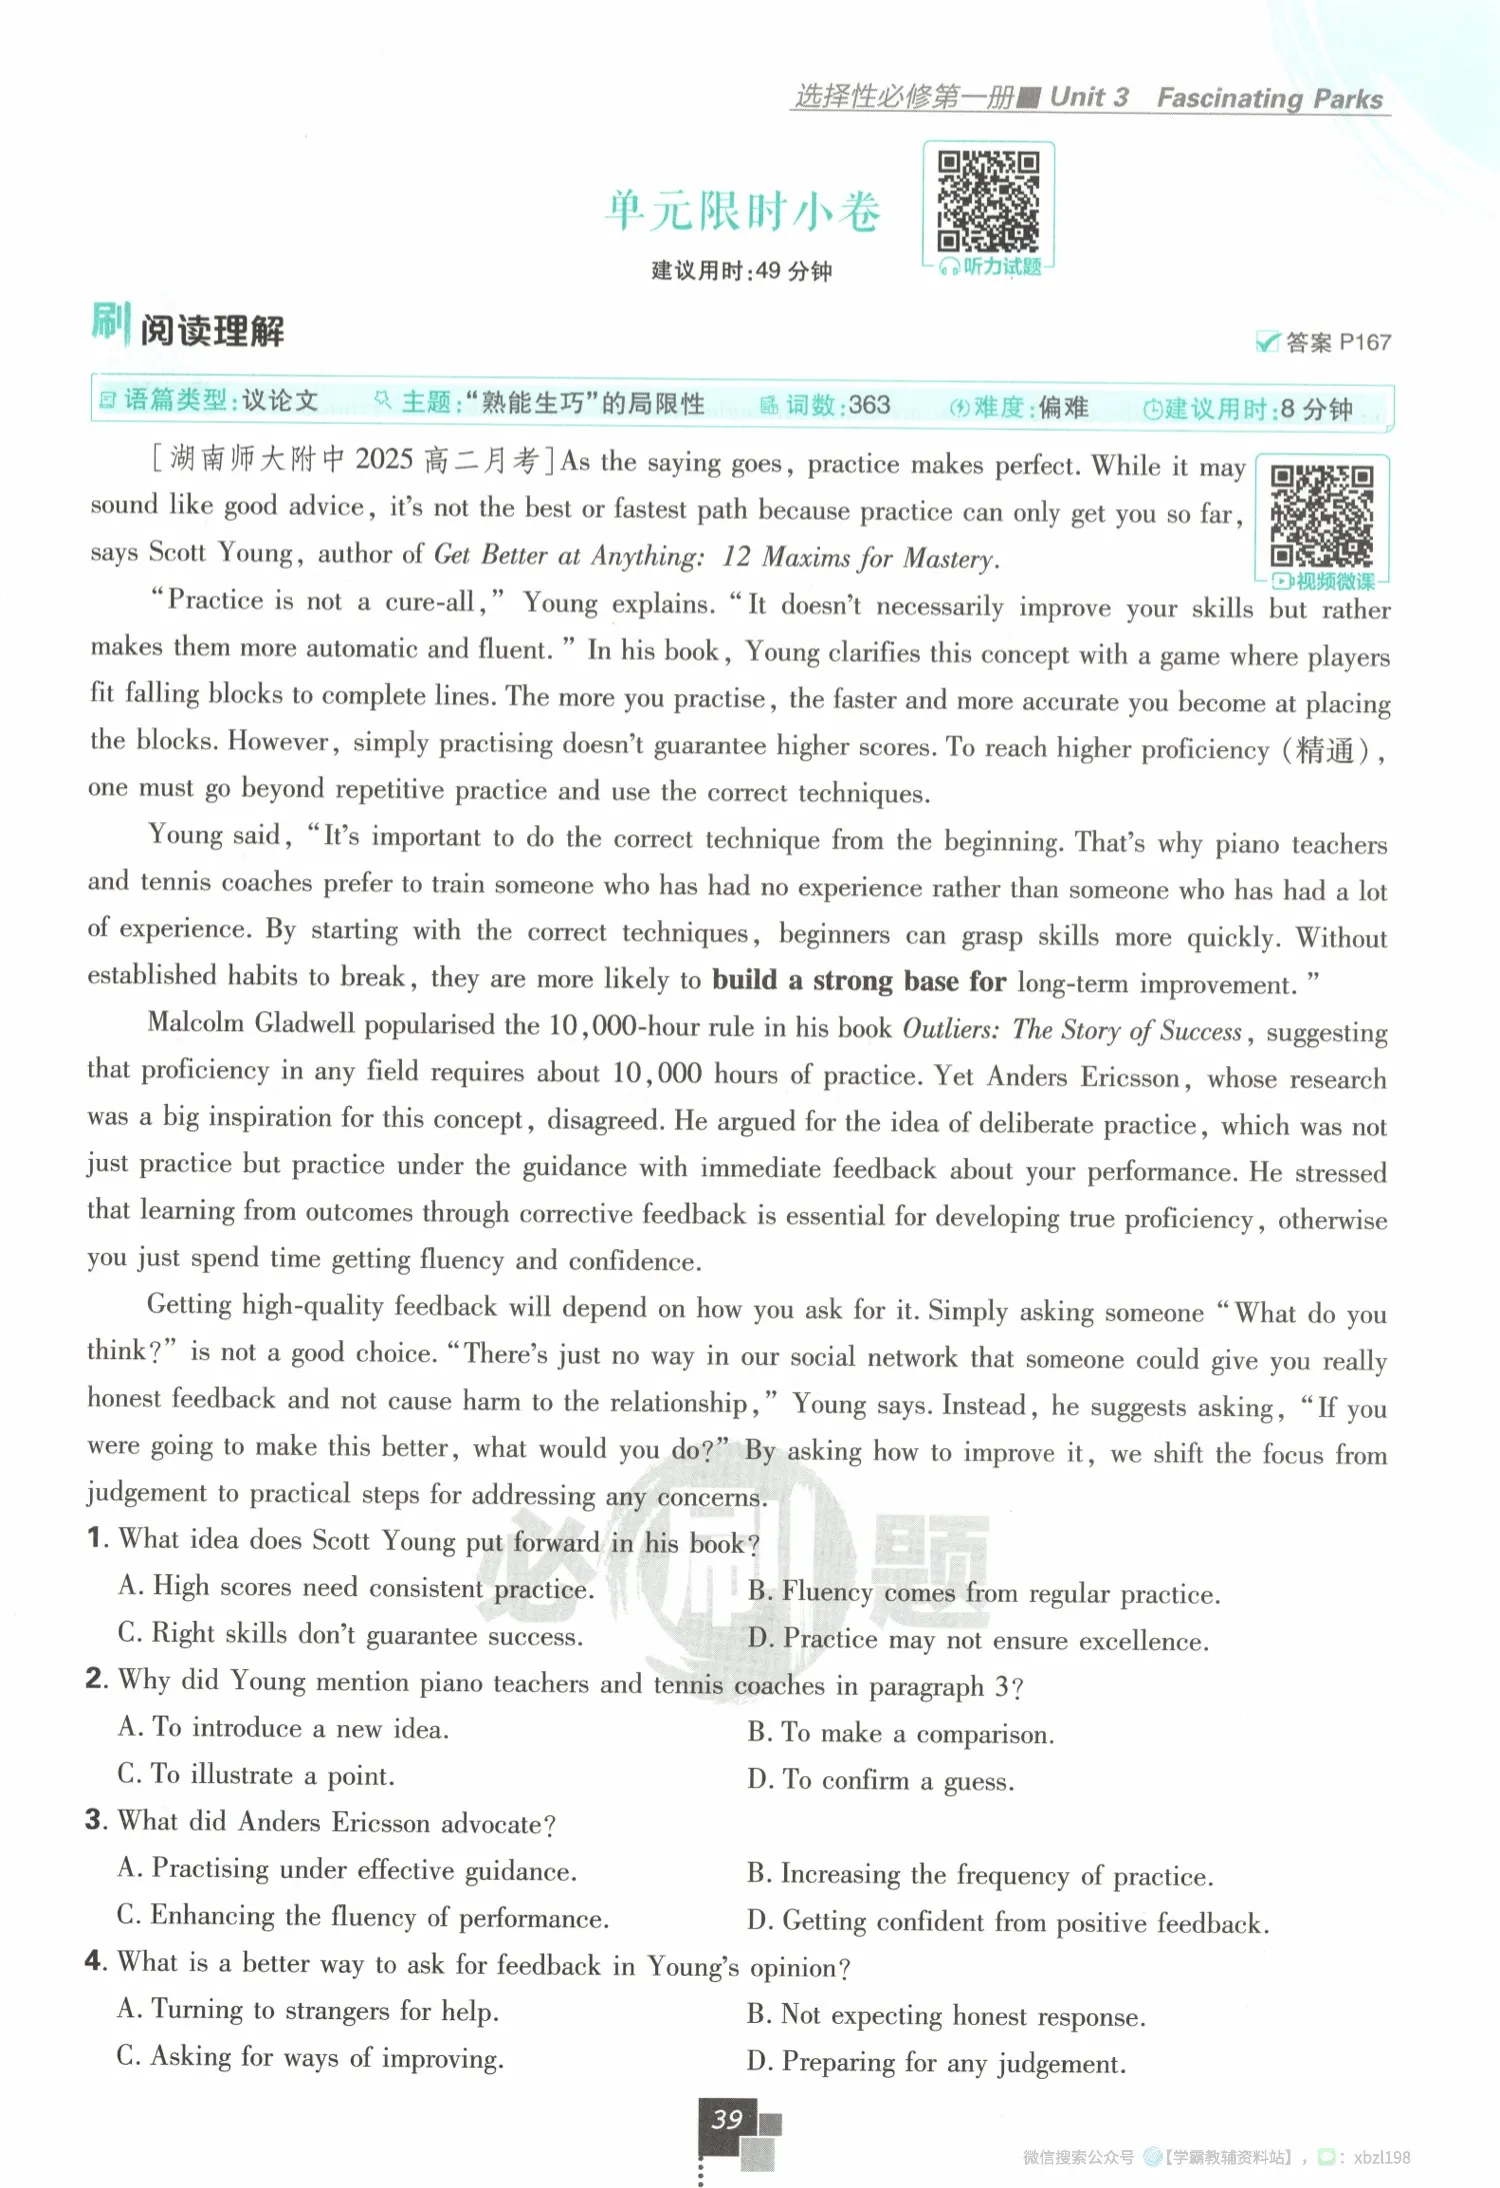 选择性必修第一册 Unit 3 Fascinating Parks
单元限时小卷
建议用时:49 分钟
听力试题
刷 阅读理解
答案 P167
语篇类型:议论文 主题:“熟能生巧”的局限性 词数:363 难度:偏难 建议用时:8 分钟
[湖南师大附中 2025 高二月考]As the saying goes, practice makes perfect. While it may
sound like good advice, it's not the best or fastest path because practice can only get you so far,
says Scott Young, author of Get Better at Anything: 12 Maxims for Mastery.
视频微课
“Practice is not a cure-all,” Young explains. “It doesn't necessarily improve your skills but rather
makes them more automatic and fluent. ” In his book, Young clarifies this concept with a game where players
fit falling blocks to complete lines. The more you practise, the faster and more accurate you become at placing
the blocks. However, simply practising doesn't guarantee higher scores. To reach higher proficiency (精通),
one must go beyond repetitive practice and use the correct techniques.
Young said, “It's important to do the correct technique from the beginning. That's why piano teachers
and tennis coaches prefer to train someone who has had no experience rather than someone who has had a lot
of experience. By starting with the correct techniques, beginners can grasp skills more quickly. Without
established habits to break, they are more likely to build a strong base for long-term improvement. ”
Malcolm Gladwell popularised the 10,000-hour rule in his book Outliers: The Story of Success, suggesting
that proficiency in any field requires about 10,000 hours of practice. Yet Anders Ericsson, whose research
was a big inspiration for this concept, disagreed. He argued for the idea of deliberate practice, which was not
just practice but practice under the guidance with immediate feedback about your performance. He stressed
that learning from outcomes through corrective feedback is essential for developing true proficiency, otherwise
you just spend time getting fluency and confidence.
Getting high-quality feedback will depend on how you ask for it. Simply asking someone “What do you
think?” is not a good choice. “There's just no way in our social network that someone could give you really
honest feedback and not cause harm to the relationship,” Young says. Instead, he suggests asking, “If you
were going to make this better, what would you do?” By asking how to improve it, we shift the focus from
judgement to practical steps for addressing any concerns.
必刷题
1. What idea does Scott Young put forward in his book?
A. High scores need consistent practice. B. Fluency comes from regular practice.
C. Right skills don't guarantee success. D. Practice may not ensure excellence.
2. Why did Young mention piano teachers and tennis coaches in paragraph 3?
A. To introduce a new idea. B. To make a comparison.
C. To illustrate a point. D. To confirm a guess.
3. What did Anders Ericsson advocate?
A. Practising under effective guidance. B. Increasing the frequency of practice.
C. Enhancing the fluency of performance. D. Getting confident from positive feedback.
4. What is a better way to ask for feedback in Young's opinion?
A. Turning to strangers for help. B. Not expecting honest response.
C. Asking for ways of improving. D. Preparing for any judgement.
39
微信搜索公众号【学霸教辅资料站】, : xbzl198